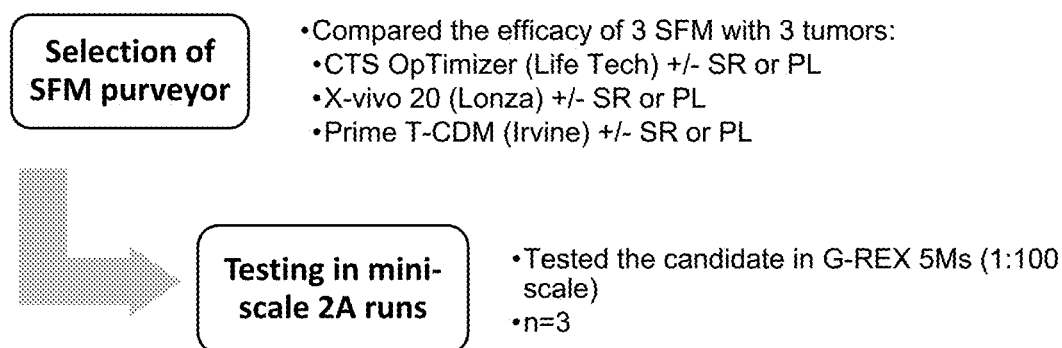 Selection of
SFM purveyor
•Compared the efficacy of 3 SFM with 3 tumors:
•CTS OpTimizer (Life Tech) +/- SR or PL
•X-vivo 20 (Lonza) +/- SR or PL
•Prime T-CDM (Irvine) +/- SR or PL
Testing in mini-
scale 2A runs
•Tested the candidate in G-REX 5Ms (1:100
scale)
•n=3